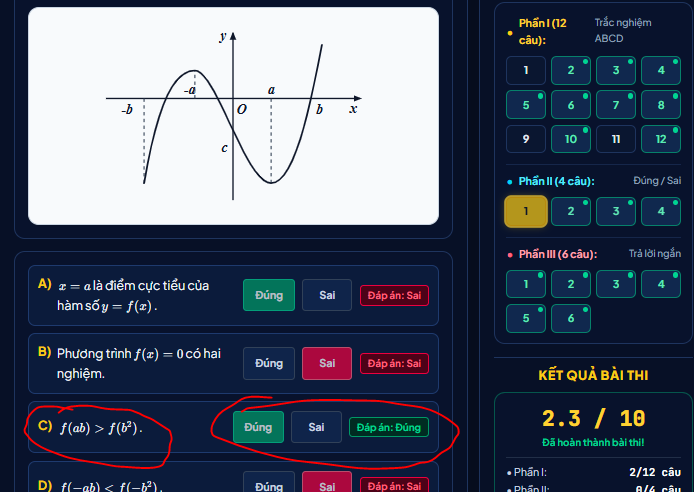 y
-a
a
-b
O
b
x
c
A) x = a là điểm cực tiểu của
hàm số y = f(x).
Đúng
Sai
Đáp án: Sai
B) Phương trình f(x) = 0 có hai
nghiệm.
Đúng
Sai
Đáp án: Sai
C) f(ab) > f(b²).
Đúng
Sai
Đáp án: Đúng
D) f(−ab) < f(−b²).
Đúng
Sai
Đáp án: Sai
Phần I (12
câu):
Trắc nghiệm
ABCD
1 2 3 4
5 6 7 8
9 10 11 12
Phần II (4 câu):
Đúng / Sai
1 2 3 4
Phần III (6 câu):
Trả lời ngắn
1 2 3 4
5 6
KẾT QUẢ BÀI THI
2.3 / 10
Đã hoàn thành bài thi!
• Phần I: 2/12 câu
• Phần II: 0/4 câu